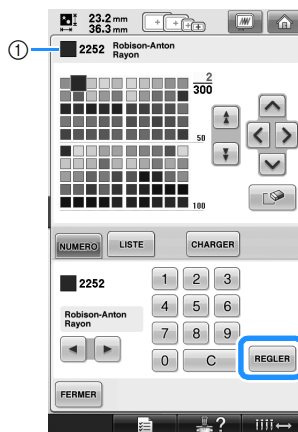 23.2 mm
36.3 mm
1
2252 Robison-Anton
Rayon
2
300
50
100
NUMERO LISTE CHARGER
2252
1 2 3
Robison-Anton
Rayon
4 5 6
7 8 9
0 C REGLER
FERMER
?